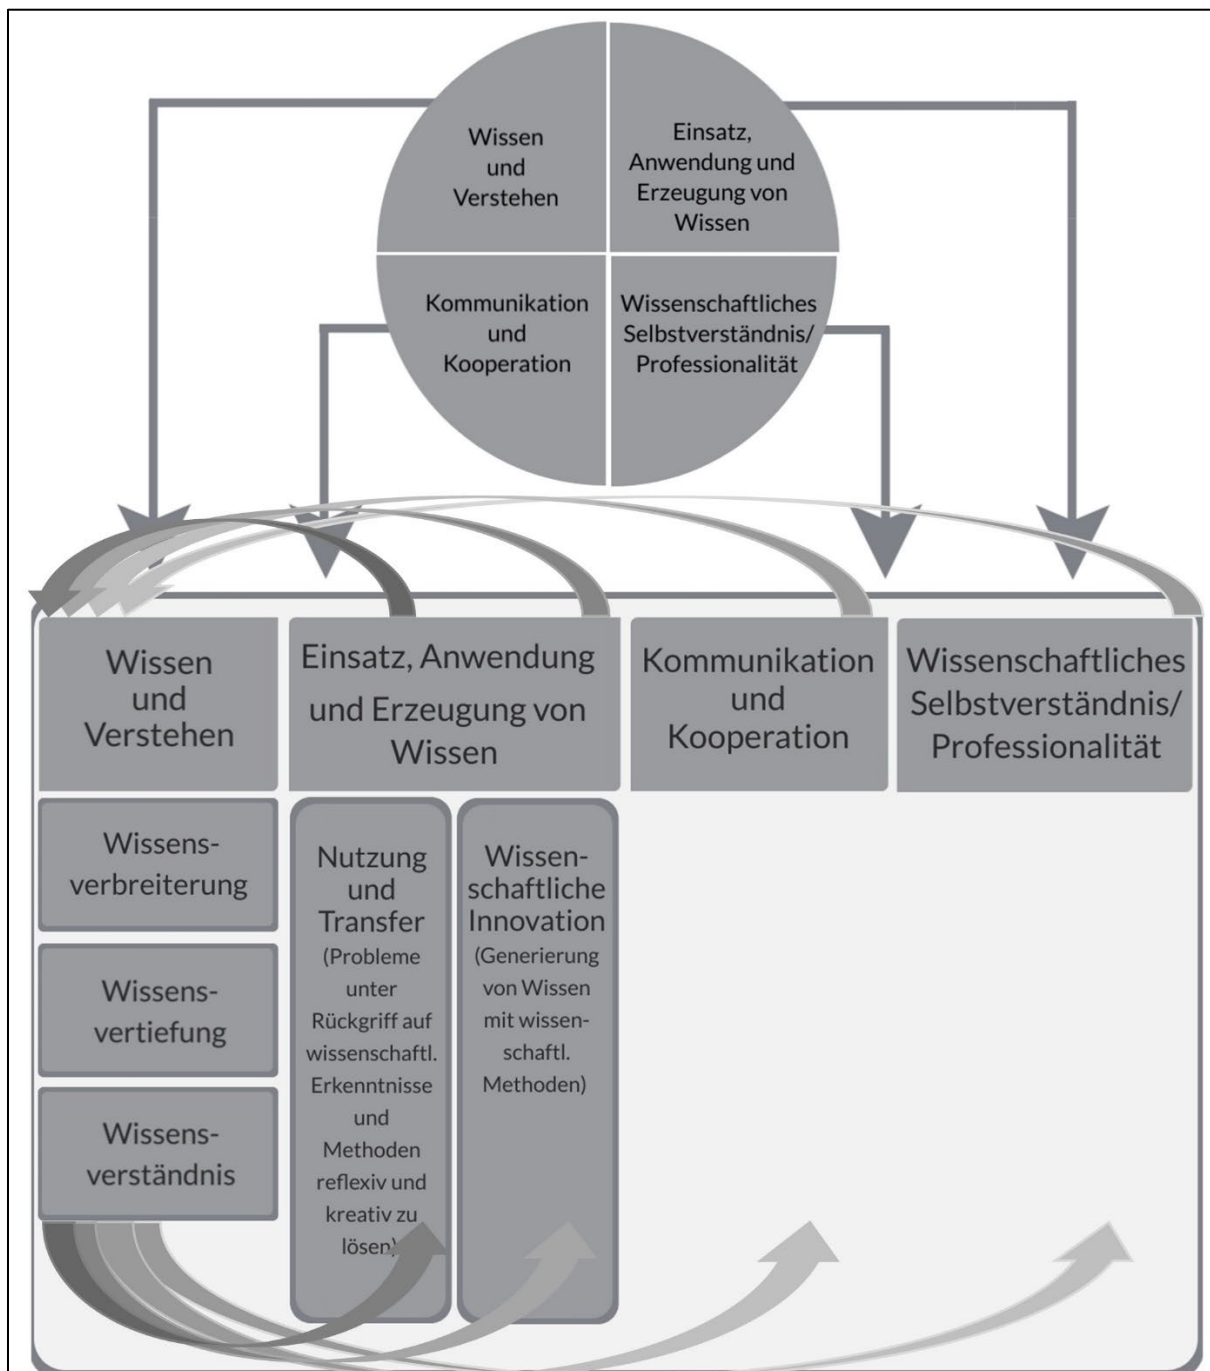 Wissen
und
Verstehen
Einsatz,
Anwendung und
Erzeugung von
Wissen
Kommunikation
und
Kooperation
Wissenschaftliches
Selbstverständnis/
Professionalität
Wissen
und
Verstehen
Einsatz, Anwendung
und Erzeugung von
Wissen
Kommunikation
und
Kooperation
Wissenschaftliches
Selbstverständnis/
Professionalität
Wissens-
verbreiterung
Wissens-
vertiefung
Wissens-
verständnis
Nutzung
und
Transfer
(Probleme
unter
Rückgriff auf
wissenschaftl.
Erkenntnisse
und
Methoden
reflexiv und
kreativ zu
lösen)
Wissen-
schaftliche
Innovation
(Generierung
von Wissen
mit wissen-
schaftl.
Methoden)